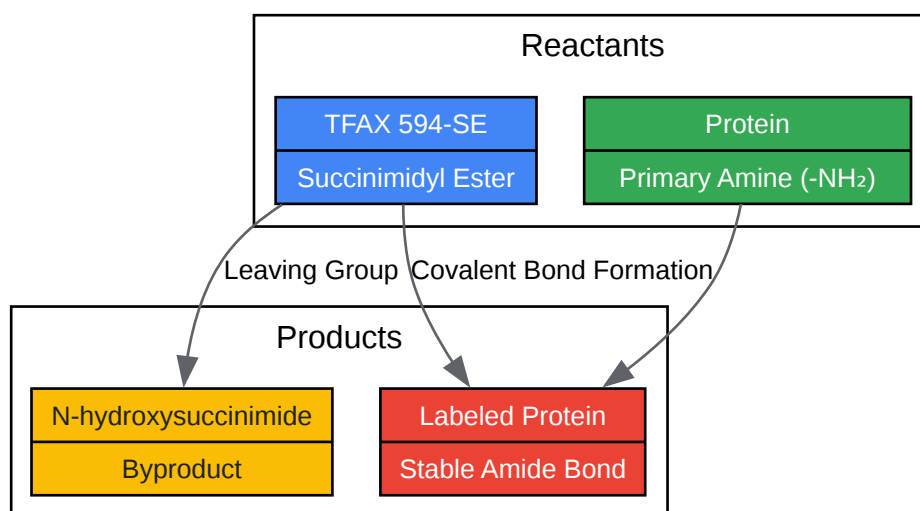 Reactants
TFAX 594-SE
Succinimidyl Ester
Protein
Primary Amine (-NH₂)
Leaving Group
Covalent Bond Formation
Products
N-hydroxysuccinimide
Byproduct
Labeled Protein
Stable Amide Bond